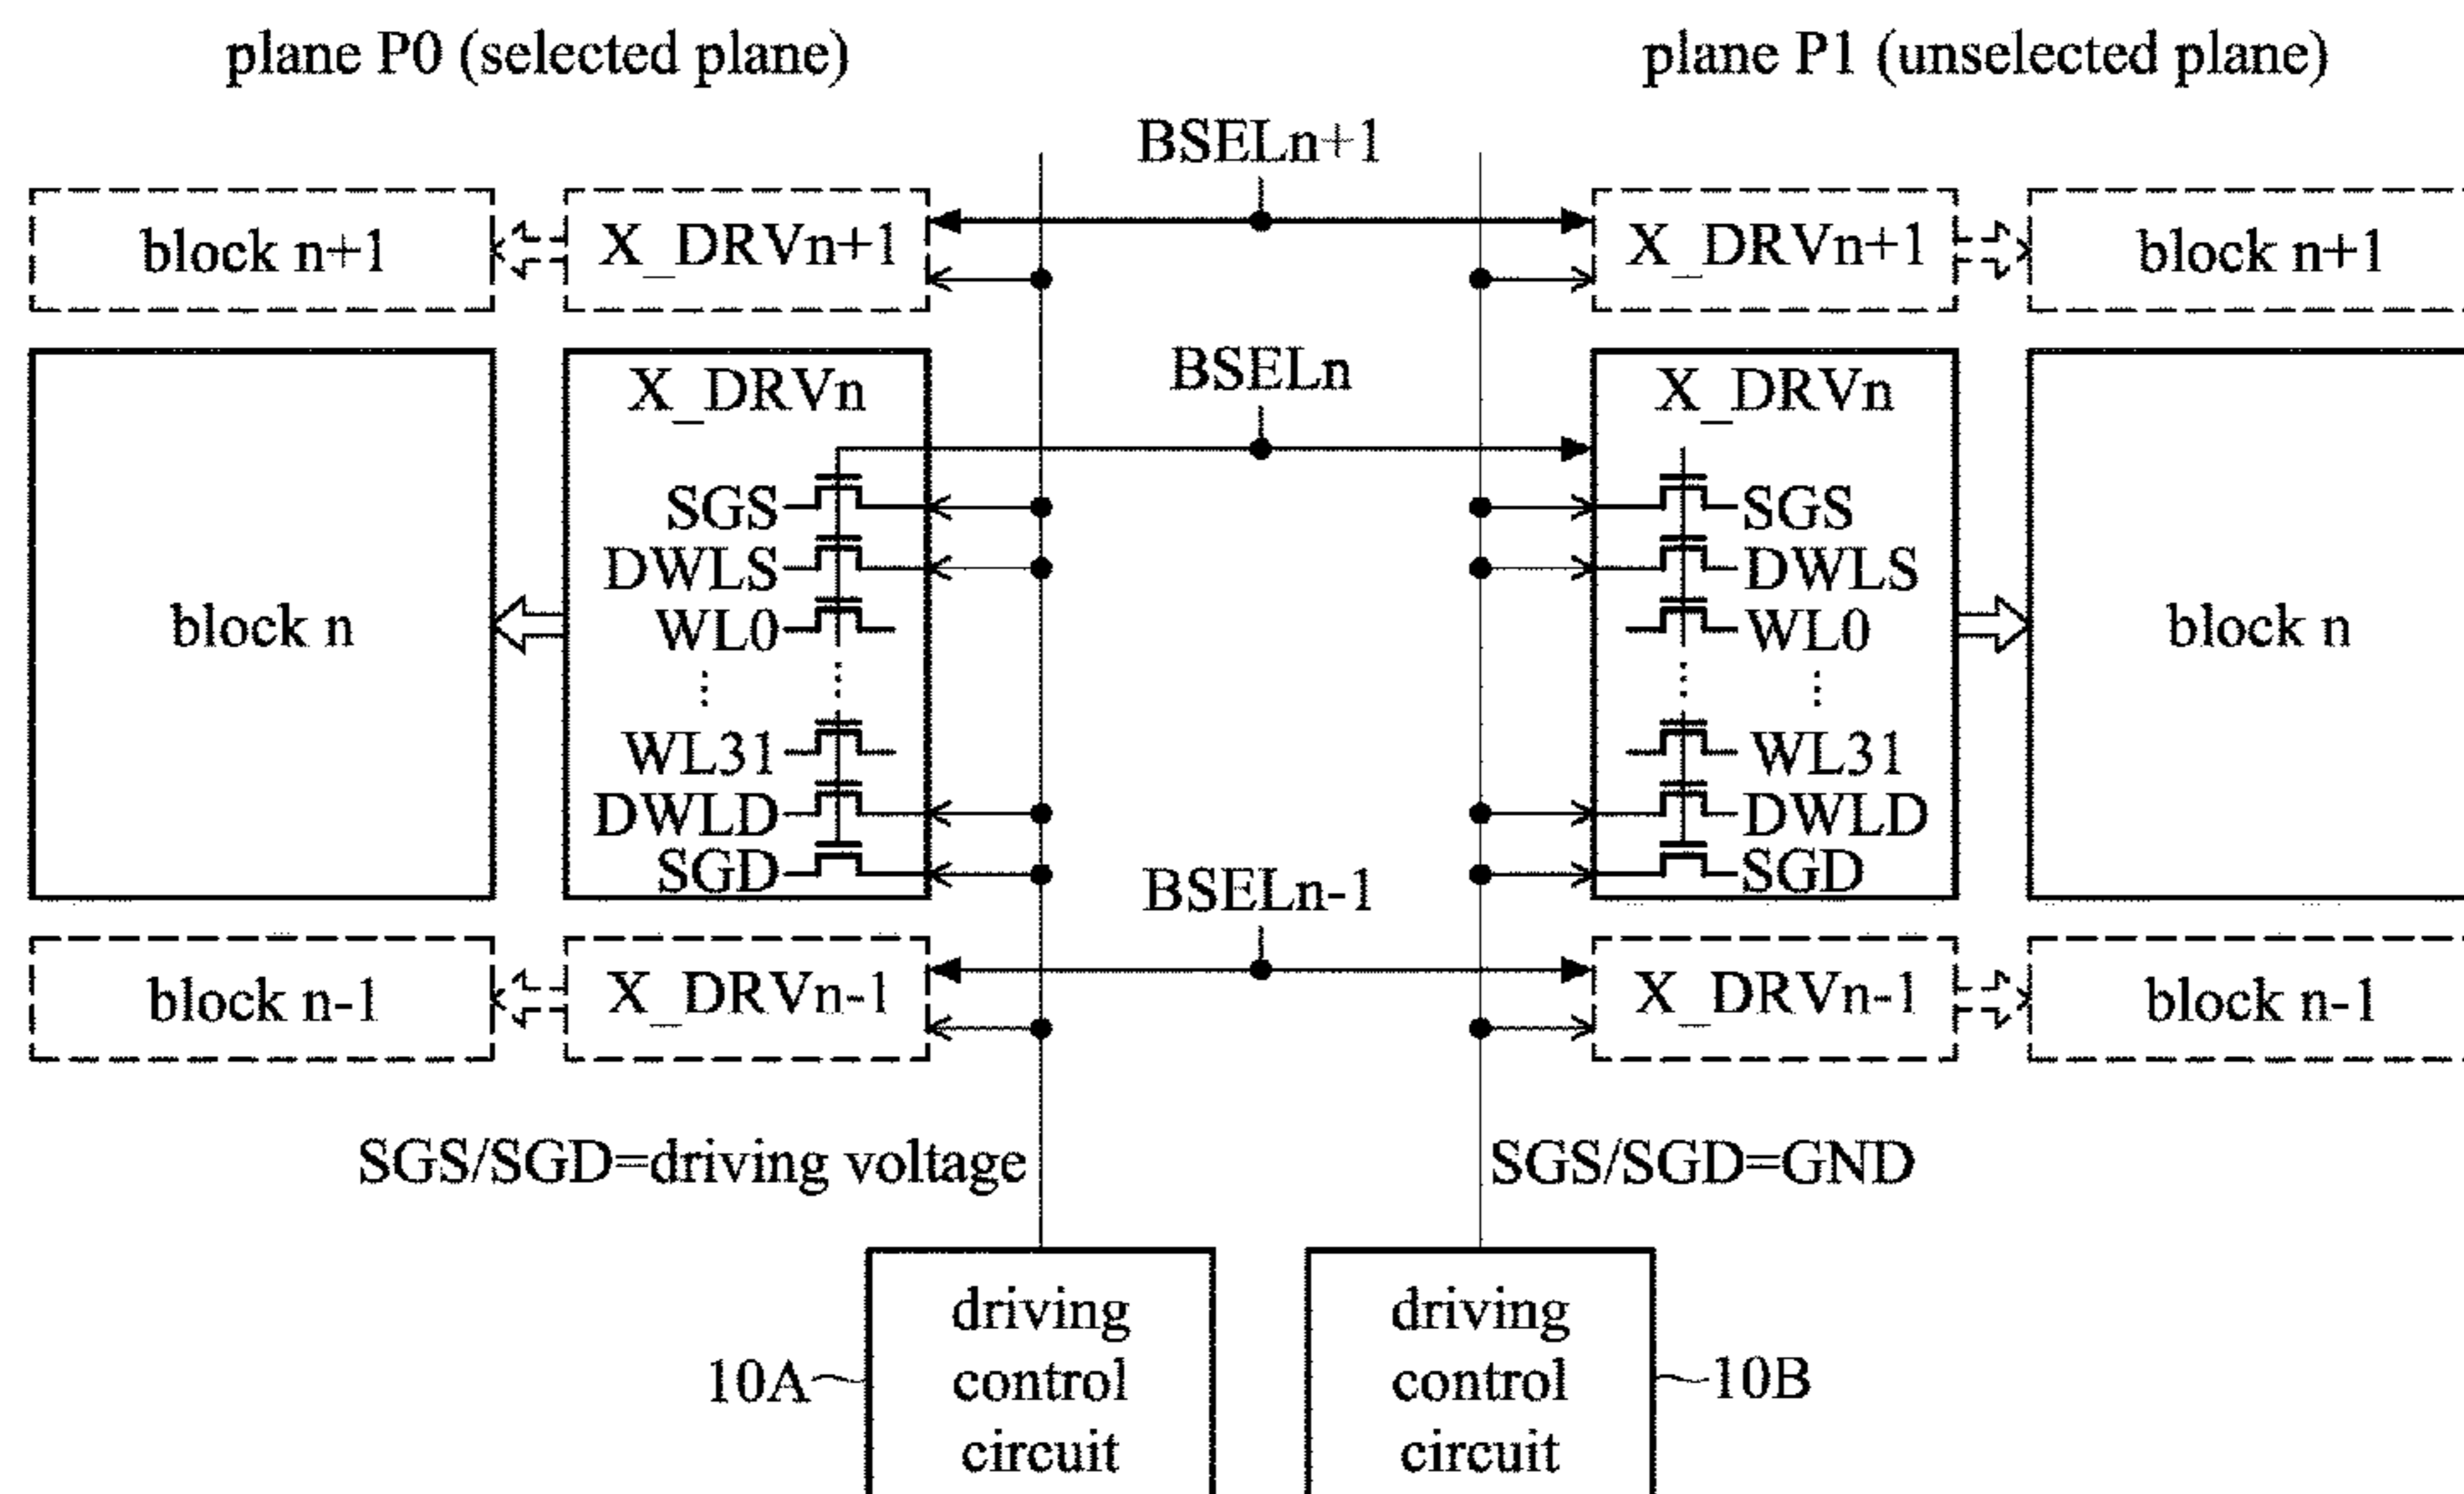 plane P0 (selected plane)
plane P1 (unselected plane)
BSELn+1
block n+1
X_DRVn+1
X_DRVn+1
block n+1
BSELn
X_DRVn
X_DRVn
SGS
SGS
DWLS
DWLS
block n
WL0
WL0
block n
⋮
⋮
⋮
⋮
WL31
WL31
DWLD
DWLD
SGD
SGD
BSELn-1
block n-1
X_DRVn-1
X_DRVn-1
block n-1
SGS/SGD=driving voltage
SGS/SGD=GND
driving
control
circuit
10A
driving
control
circuit
10B